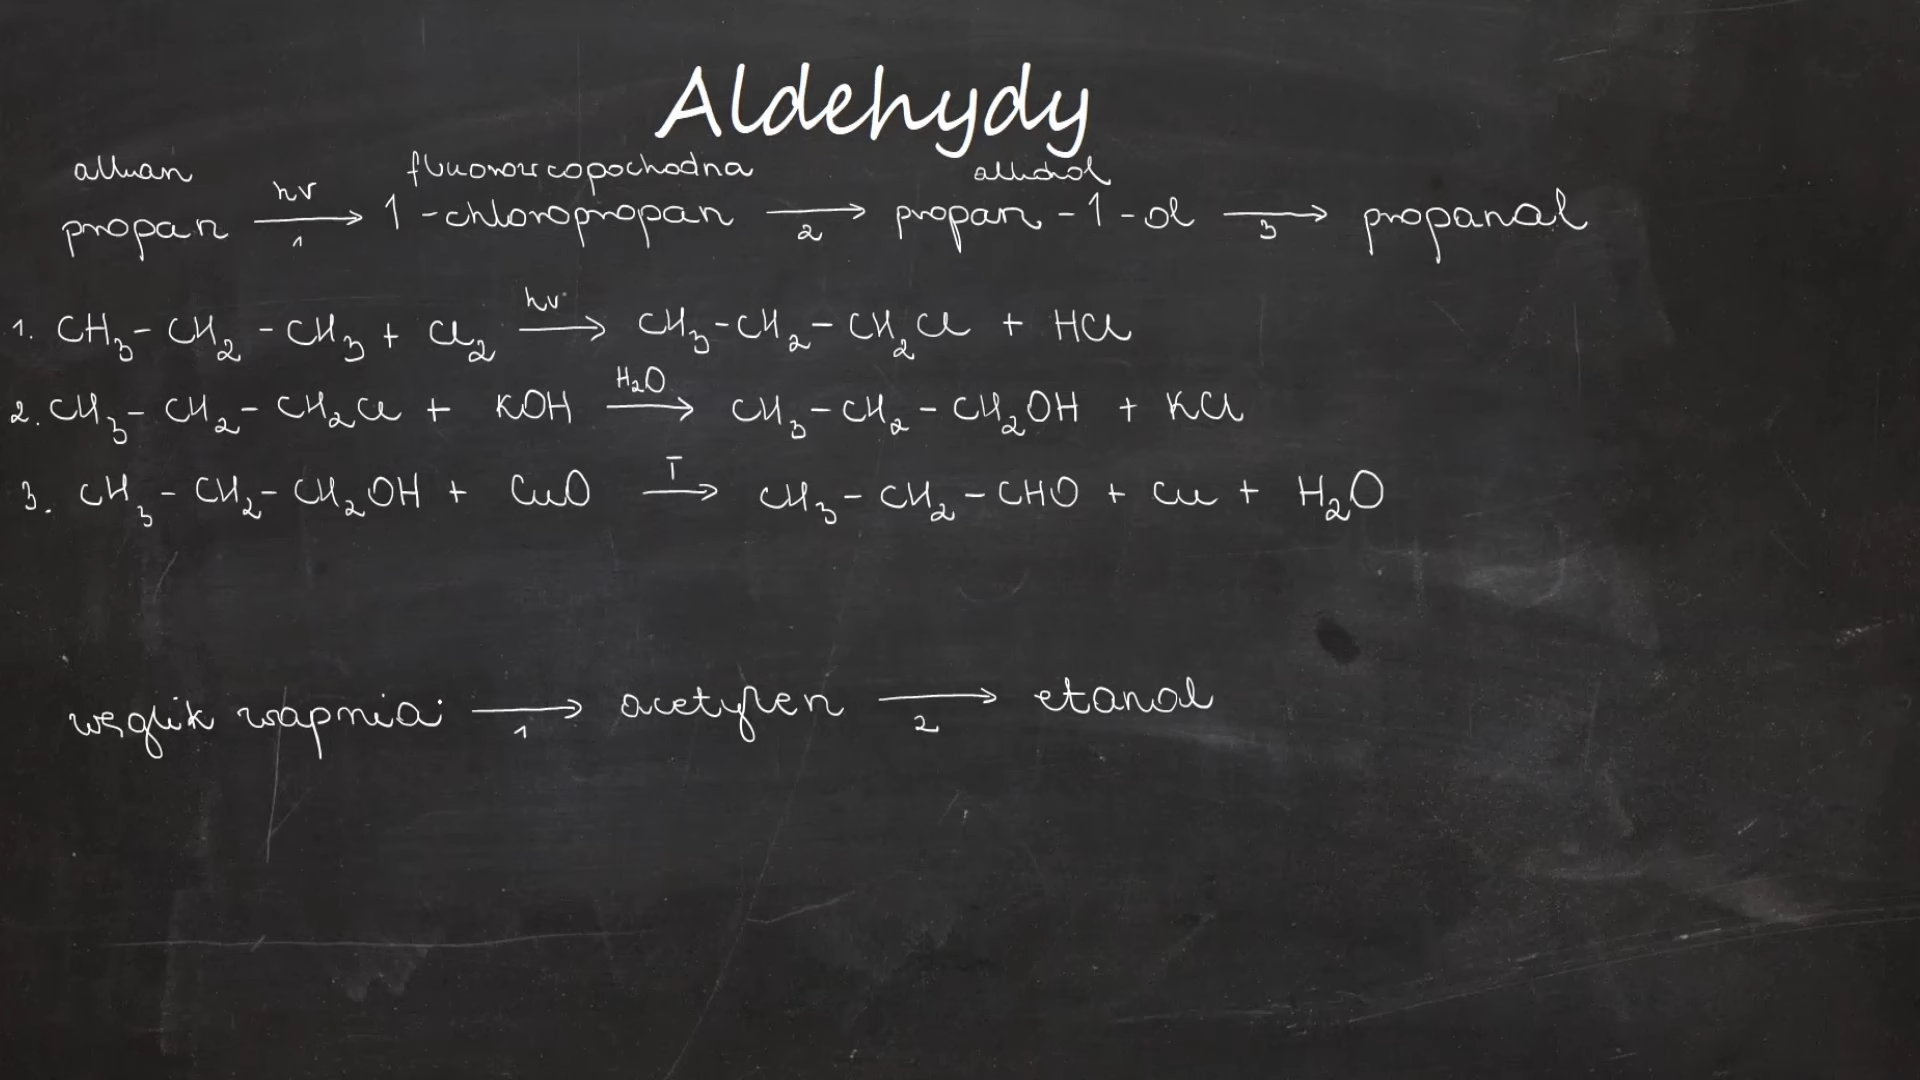 Aldehydy
alkan fluorowcopochodna alkohol
propan hv→1 1-chloropropan →2 propan-1-ol →3 propanal
1. CH₃-CH₂-CH₃ + Cl₂ hv→ CH₃-CH₂-CH₂Cl + HCl
2. CH₃-CH₂-CH₂Cl + KOH H₂O→ CH₃-CH₂-CH₂OH + KCl
3. CH₃-CH₂-CH₂OH + CuO T→ CH₃-CH₂-CHO + Cu + H₂O
węglik wapnia →1 acetylen →2 etanal